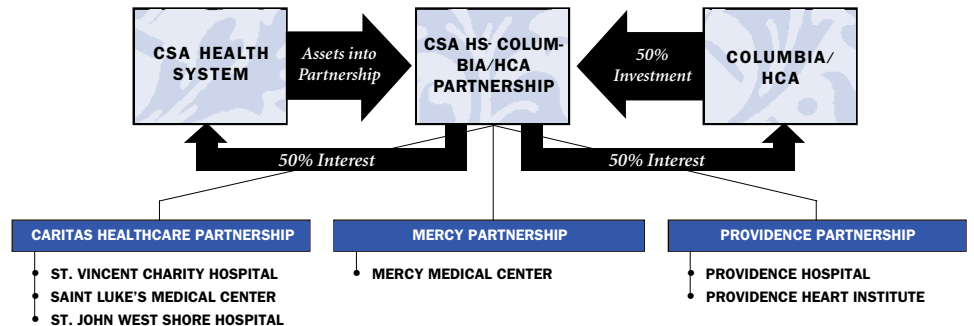 CSA HEALTH
SYSTEM
Assets into
Partnership
CSA HS- COLUM-
BIA/HCA
PARTNERSHIP
50%
Investment
COLUMBIA/
HCA
50% Interest
50% Interest
CARITAS HEALTHCARE PARTNERSHIP
• ST. VINCENT CHARITY HOSPITAL
• SAINT LUKE'S MEDICAL CENTER
• ST. JOHN WEST SHORE HOSPITAL
MERCY PARTNERSHIP
• MERCY MEDICAL CENTER
PROVIDENCE PARTNERSHIP
• PROVIDENCE HOSPITAL
• PROVIDENCE HEART INSTITUTE